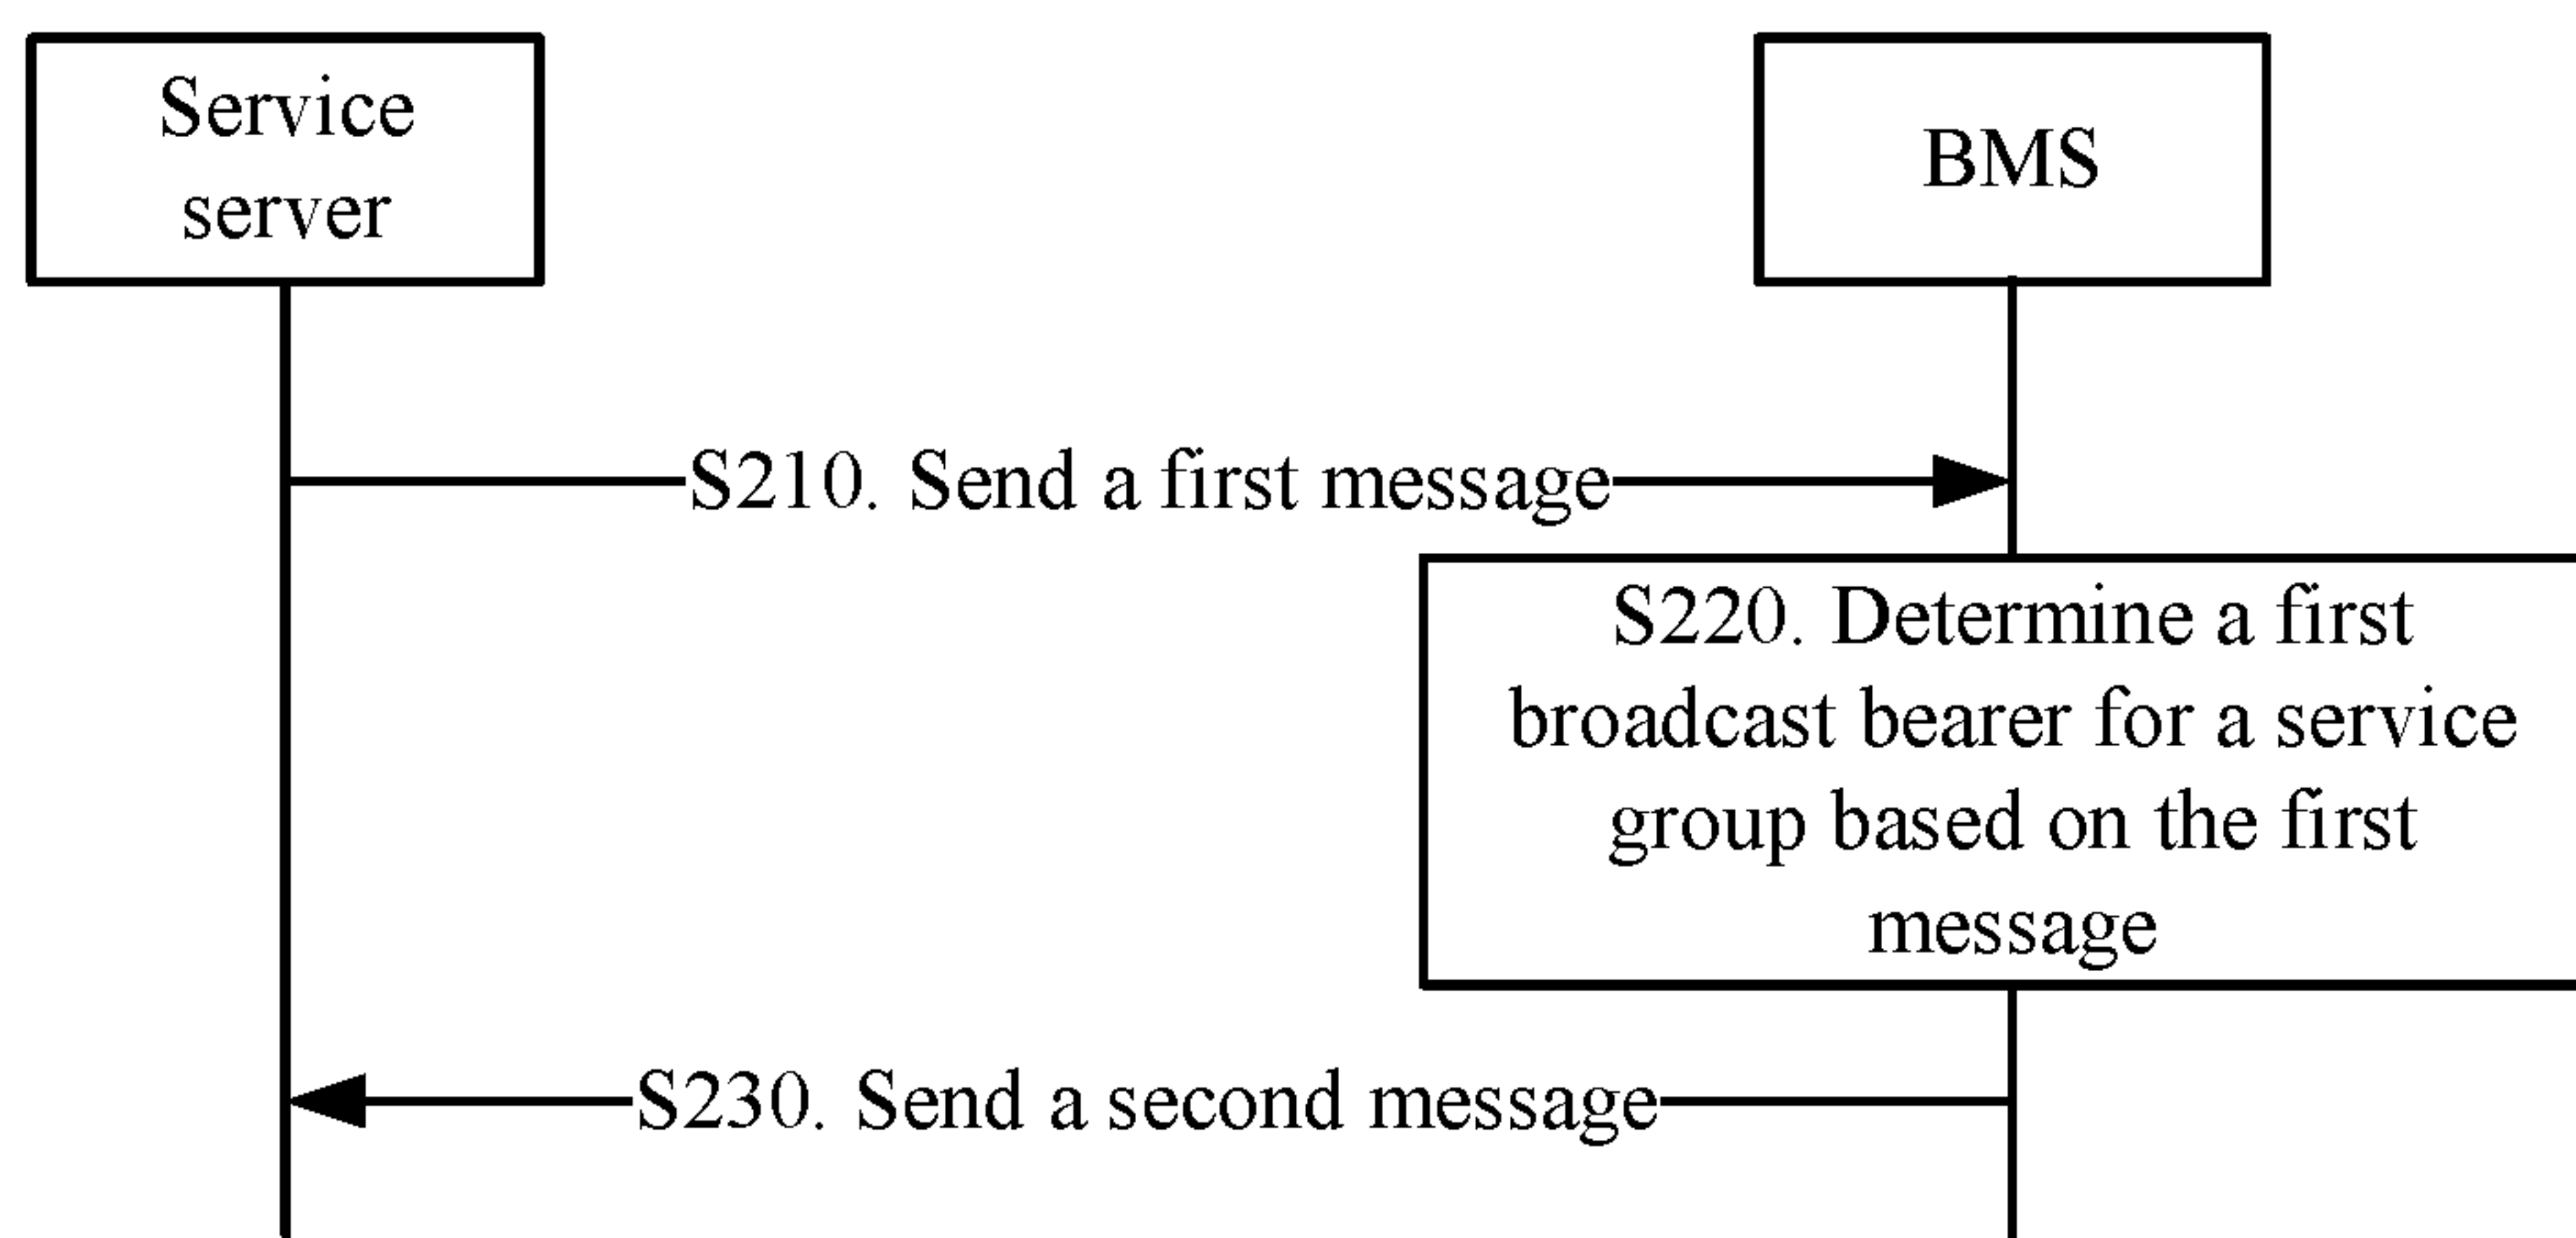 Service
server
BMS
S210. Send a first message
S220. Determine a first
broadcast bearer for a service
group based on the first
message
S230. Send a second message